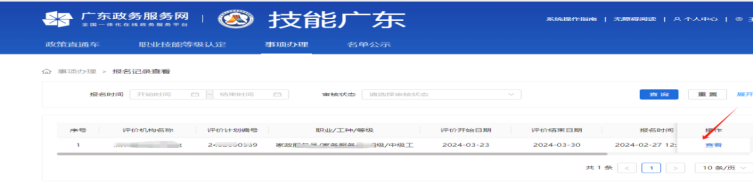 广东政务服务网 技能广东 系统操作指南 无障碍阅读 个人中心
全国一体化在线政务服务平台
政策直通车 职业技能等级认定 事项办理 名单公示
事项办理 > 报名记录查看
报名时间 开始时间 - 结束时间 审核状态 请选择审核状态 查询 重置 展开
序号 评价机构名称 评价计划编号 职业/工种/等级 评价开始日期 评价结束日期 报名时间 操作
1 级/中级工 2024-03-23 2024-03-30 2024-02-27 12: 查看
共 1 条 < 1 > 10 条/页